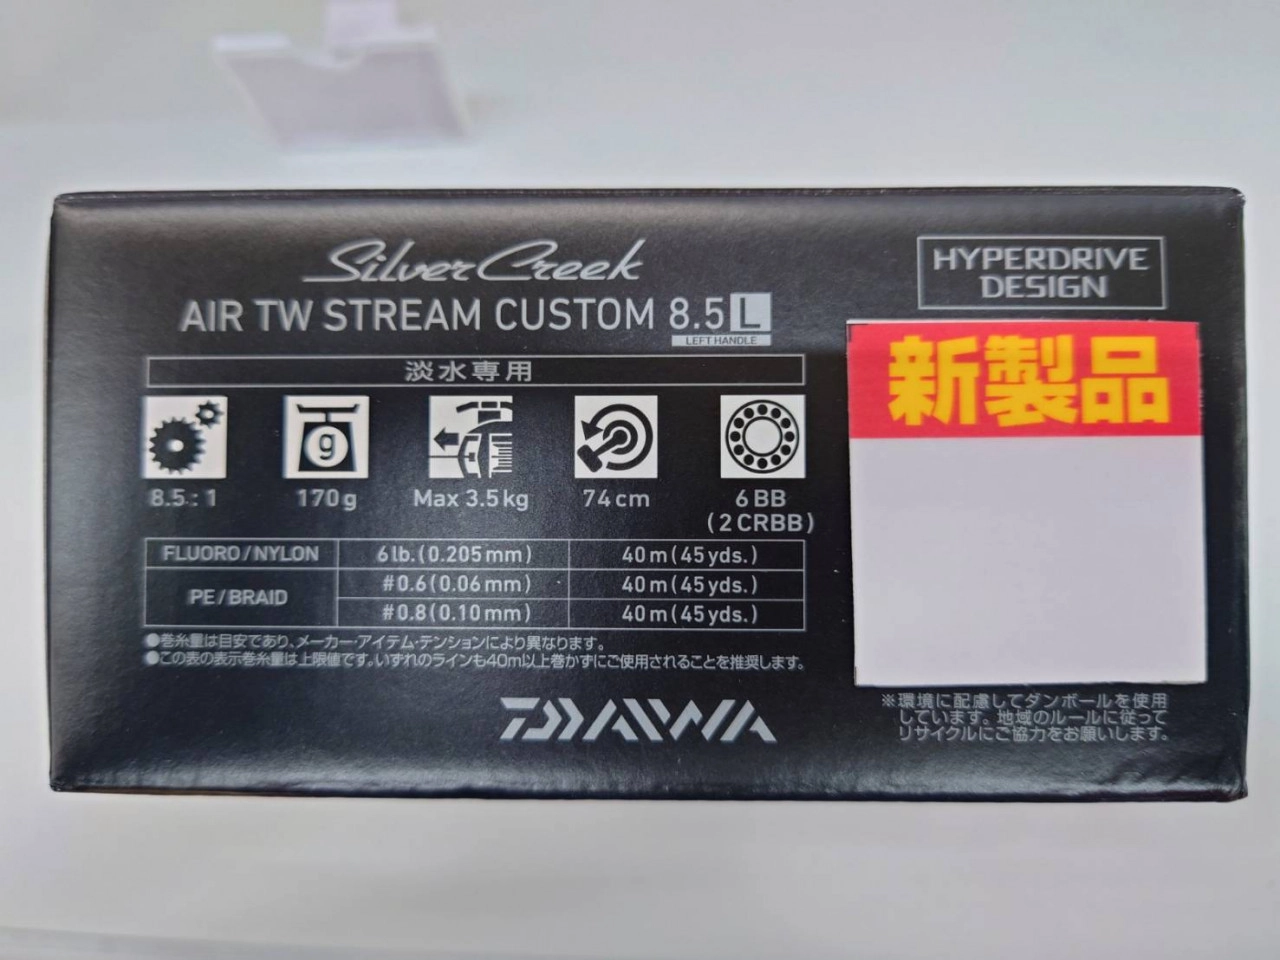 Silver Creek
AIR TW STREAM CUSTOM 8.5 L
LEFT HANDLE
HYPERDRIVE
DESIGN
新製品
淡水専用
g
8.5:1 170g Max 3.5kg 74cm 6BB
(2CRBB)
FLUORO/NYLON 6lb.(0.205mm) 40m(45yds.)
PE/BRAID #0.6(0.06mm) 40m(45yds.)
#0.8(0.10mm) 40m(45yds.)
●巻糸量は目安であり、メーカー・アイテム・テンションにより異なります。
●この表の表示巻糸量は上限値です。いずれのラインも40m以上巻かずにご使用されることを推奨します。
DAIWA
※環境に配慮してダンボールを使用
しています。地域のルールに従って
リサイクルにご協力をお願いします。